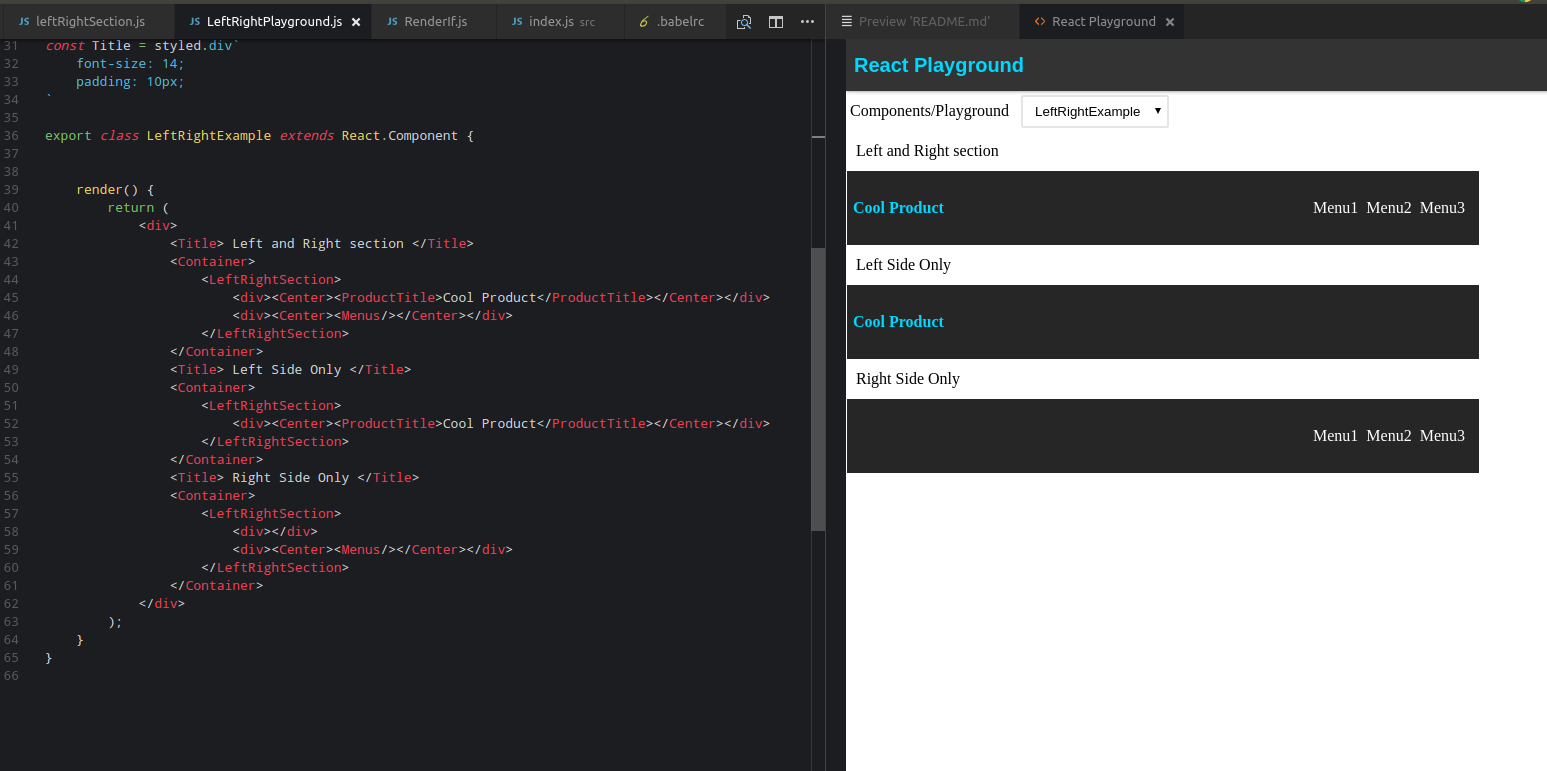 JS leftRightSection.js JS LeftRightPlayground.js × JS RenderIf.js JS index.js src 6 .babelrc ··· Preview 'README.md' <> React Playground ×
31 const Title = styled.div`
32     font-size: 14;
33     padding: 10px;
34 `
35
36 export class LeftRightExample extends React.Component {
37
38
39     render() {
40         return (
41             <div>
42                 <Title> Left and Right section </Title>
43                 <Container>
44                     <LeftRightSection>
45                         <div><Center><ProductTitle>Cool Product</ProductTitle></Center></div>
46                         <div><Center><Menus/></Center></div>
47                     </LeftRightSection>
48                 </Container>
49                 <Title> Left Side Only </Title>
50                 <Container>
51                     <LeftRightSection>
52                         <div><Center><ProductTitle>Cool Product</ProductTitle></Center></div>
53                     </LeftRightSection>
54                 </Container>
55                 <Title> Right Side Only </Title>
56                 <Container>
57                     <LeftRightSection>
58                         <div></div>
59                         <div><Center><Menus/></Center></div>
60                     </LeftRightSection>
61                 </Container>
62             </div>
63         );
64     }
65 }
66
React Playground
Components/Playground LeftRightExample
Left and Right section
Cool Product Menu1 Menu2 Menu3
Left Side Only
Cool Product
Right Side Only
Menu1 Menu2 Menu3